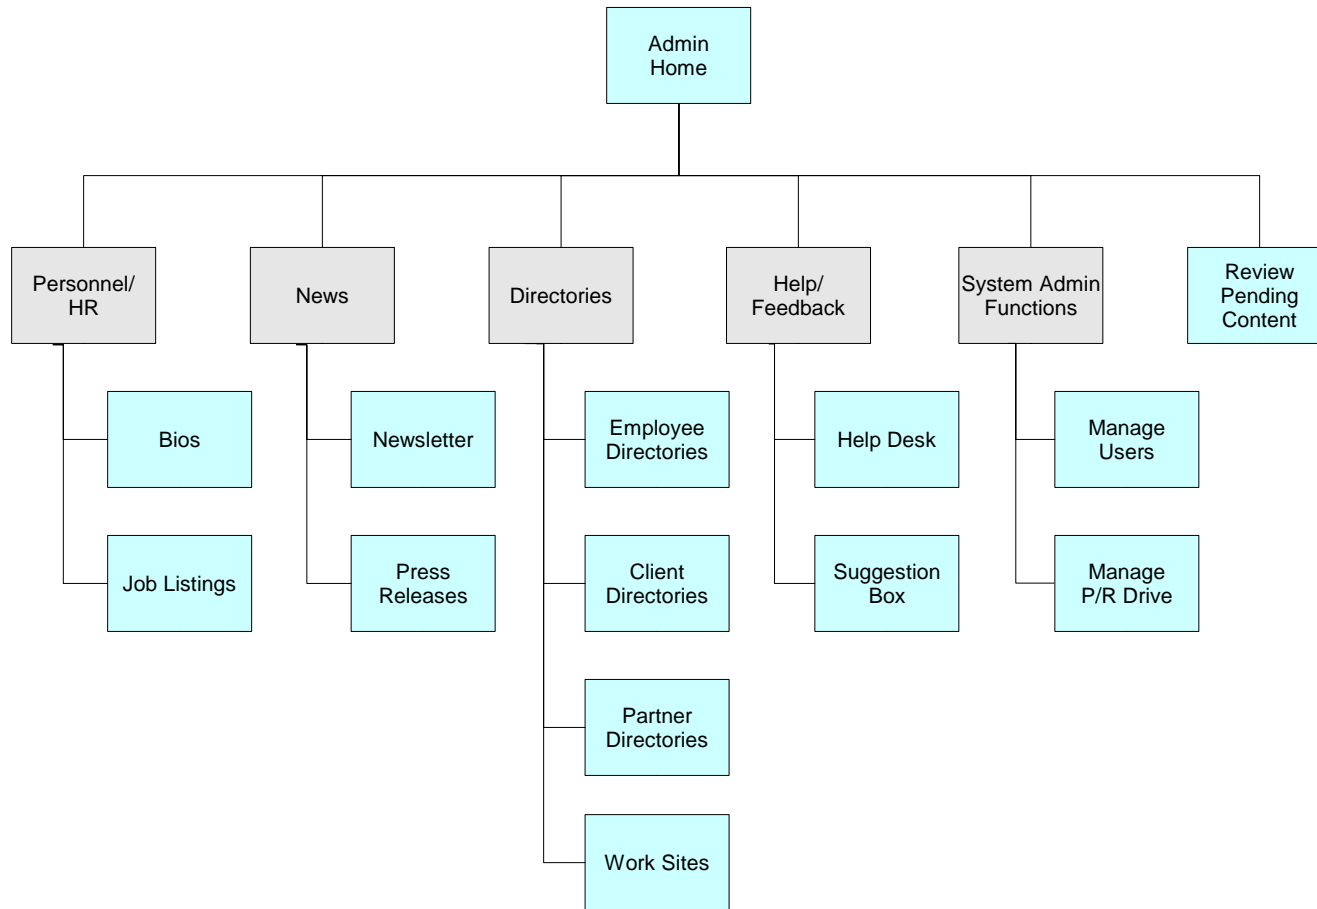 Admin
Home
Personnel/
HR
News
Directories
Help/
Feedback
System Admin
Functions
Review
Pending
Content
Bios
Newsletter
Employee
Directories
Help Desk
Manage
Users
Job Listings
Press
Releases
Client
Directories
Suggestion
Box
Manage
P/R Drive
Partner
Directories
Work Sites